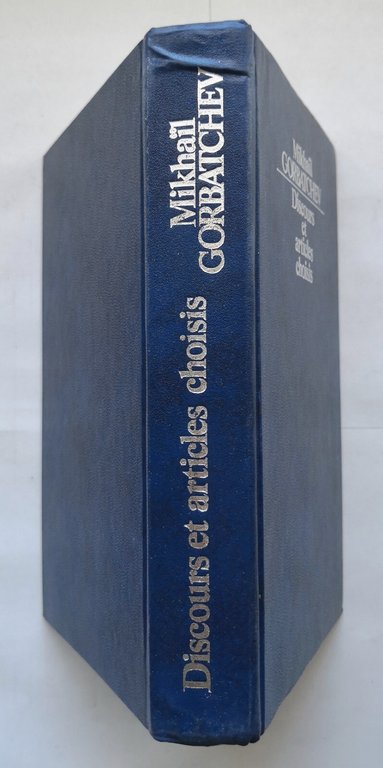 Mikhaïl
GORBATCHEV
Discours et articles choisis
Mikhaïl
GORBATCHEV
Discours
et
articles
choisis